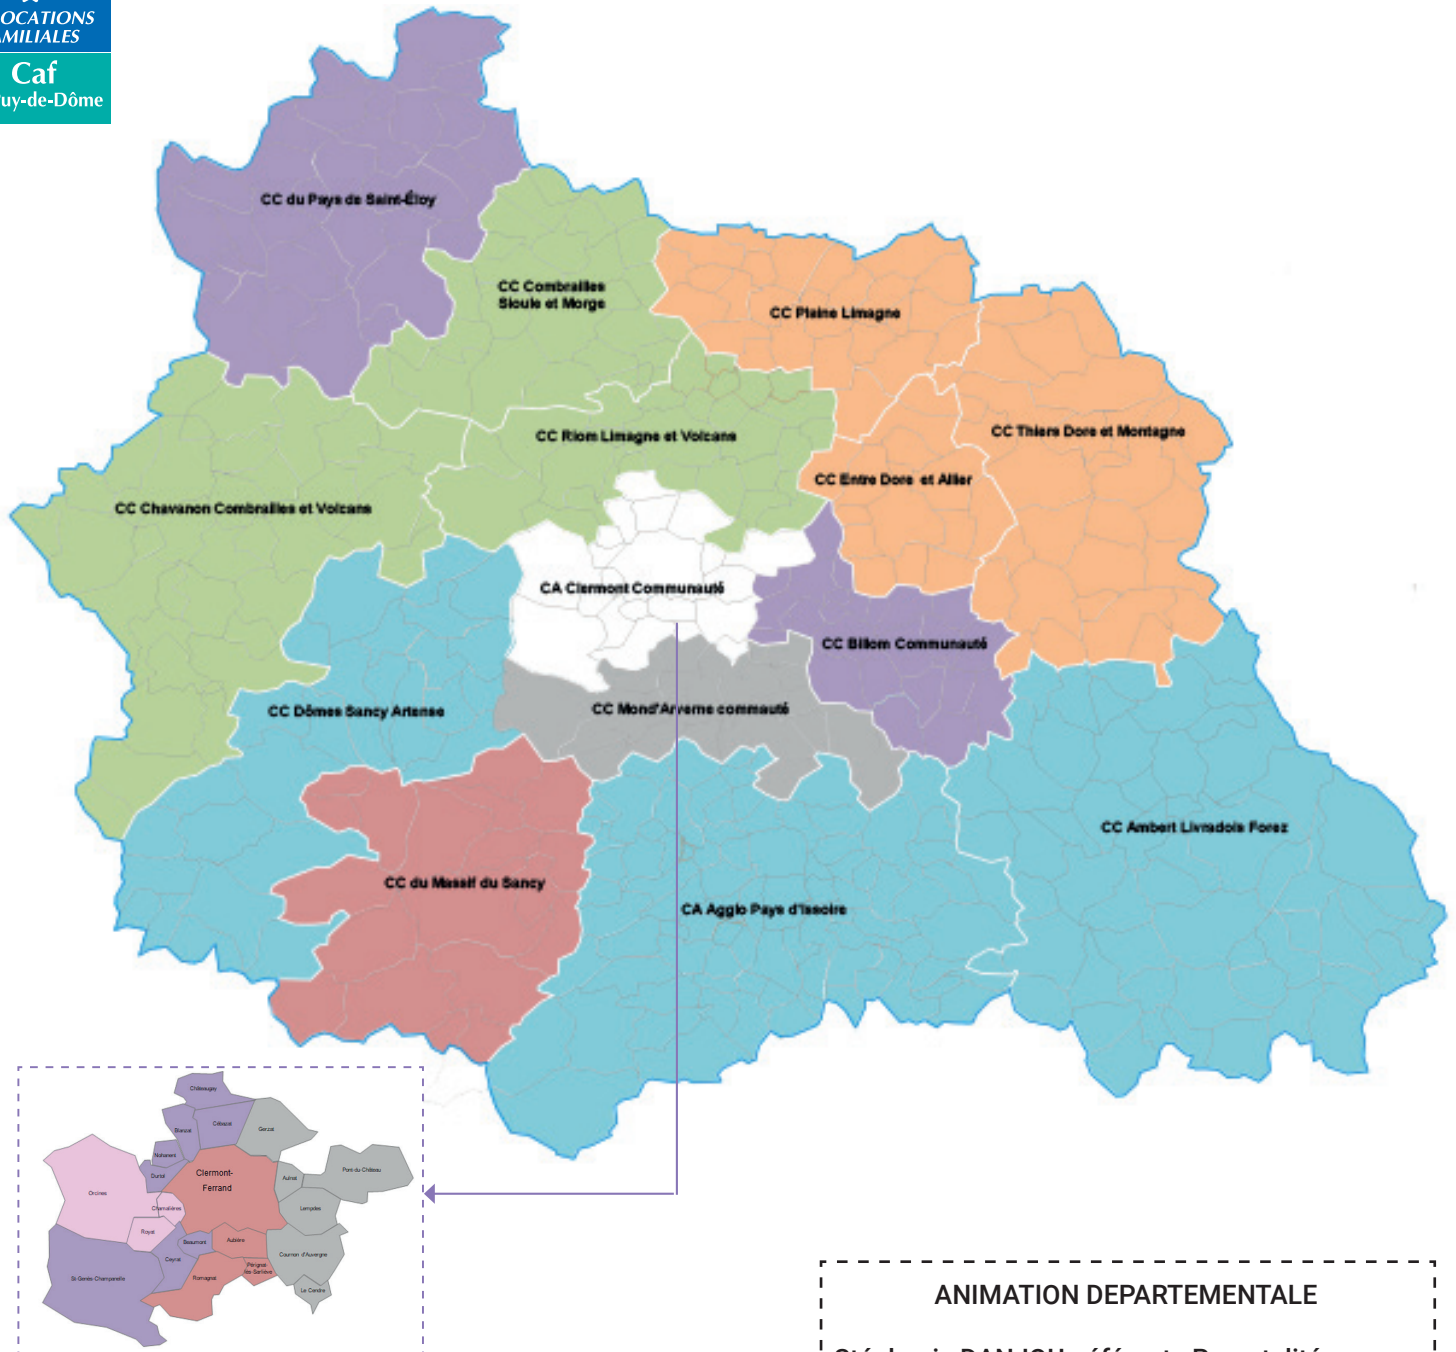 OCATIONS
MILIALES
Caf
uy-de-Dôme
CC du Pays de Saint-Éloy
CC Combrailles
Sioule et Morge
CC Plaine Limagne
CC Riom Limagne et Volcans
CC Thiers Dore et Montagne
CC Entre Dore et Allier
CC Chavanon Combrailles et Volcans
CA Clermont Communauté
CC Billom Communauté
CC Dômes Sancy Artense
CC Mond'Arverne commauté
CC Ambert Livradois Forez
CC du Massif du Sancy
CA Agglo Pays d'Issoire
Châteaugay
Blanzat
Cébazat
Gerzat
Nohanent
Durtol
Clermont-
Ferrand
Aulnat
Pont-du-Château
Orcines
Chamalières
Lempdes
Royat
Beaumont
Aubière
Cournon d'Auvergne
Ceyrat
Pérignat
lès-Sarliève
St-Genès-Champanelle
Romagnat
Le Cendre
ANIMATION DEPARTEMENTALE